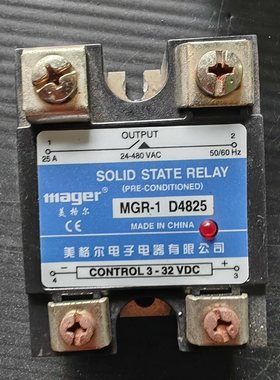 OUTPUT
1 2
25 A 24-480 VAC 50/60 Hz
SOLID STATE RELAY
(PRE-CONDITIONED)
mager
MGR-1 D4825
美格尔
MADE IN CHINA
CE
美格尔电子电器有限公司
4 - + 3
CONTROL 3 - 32 VDC